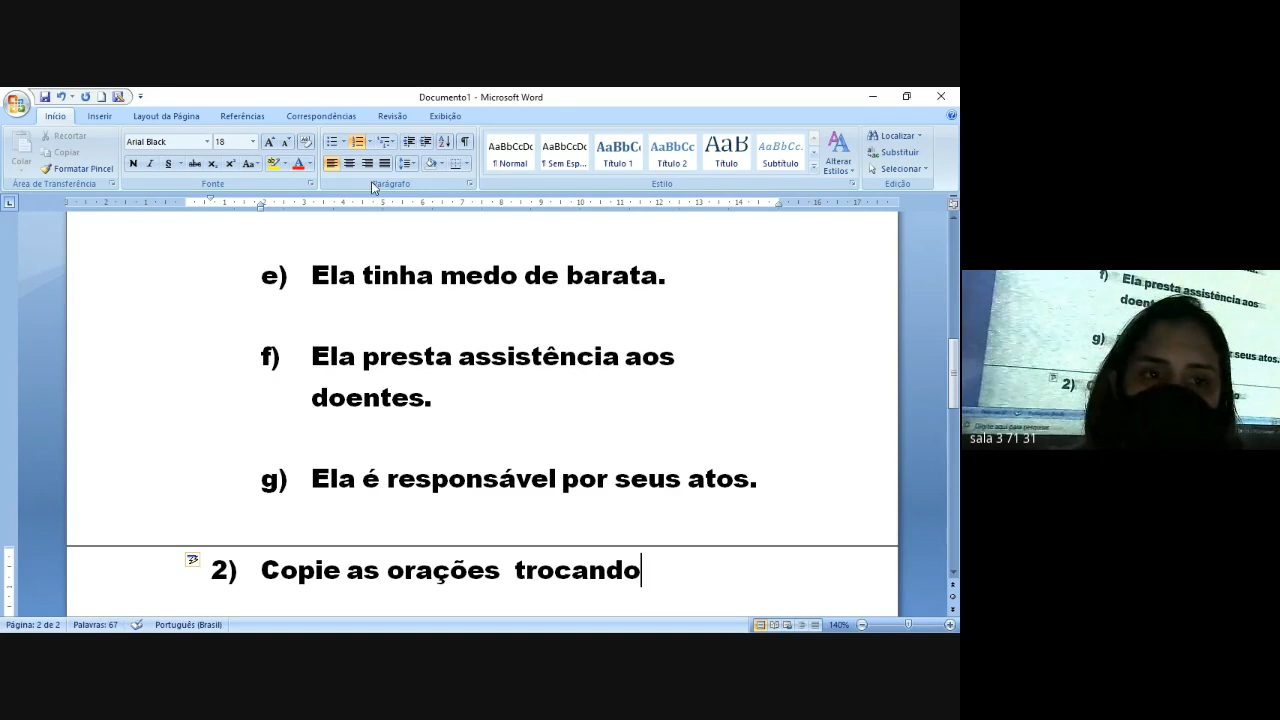 Documento1 - Microsoft Word
Início Inserir Layout da Página Referências Correspondências Revisão Exibição
Colar Recortar Copiar Formatar Pincel
Arial Black 18
AaBbCcDc AaBbCcDc AaBbC AaBbCc AaB AaBbCc.
¶ Normal ¶ Sem Esp... Título 1 Título 2 Título Subtítulo
Alterar Estilos
Localizar
Substituir
Selecionar
Área de Transferência Fonte Parágrafo Estilo Edição
e) Ela tinha medo de barata.
f) Ela presta assistência aos
doentes.
g) Ela é responsável por seus atos.
2) Copie as orações  trocando
Página: 2 de 2 Palavras: 67 Português (Brasil) 140%
f) Ela presta assistência aos
g)
seus atos.
2)
sala 3 71 31